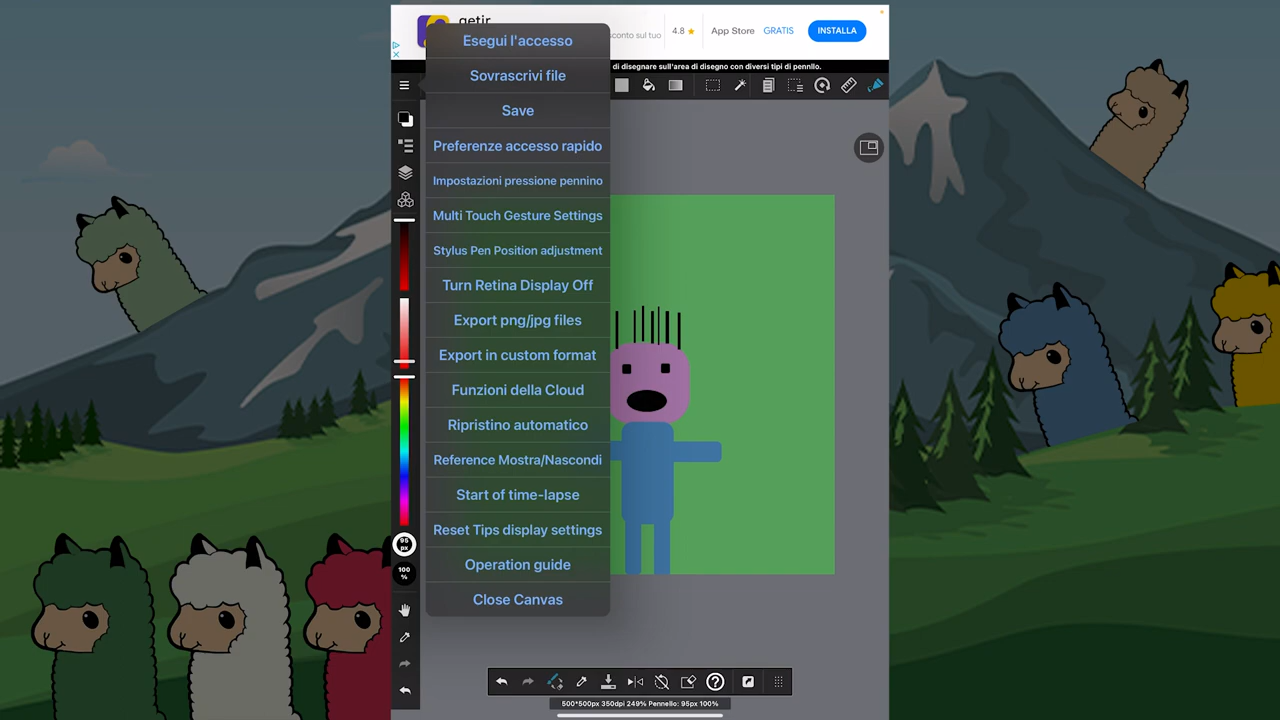 getir
sconto sul tuo
4.8 ★
App Store
GRATIS
INSTALLA
di disegnare sull'area di disegno con diversi tipi di pennllo.
Esegui l'accesso
Sovrascrivi file
Save
Preferenze accesso rapido
Impostazioni pressione pennino
Multi Touch Gesture Settings
Stylus Pen Position adjustment
Turn Retina Display Off
Export png/jpg files
Export in custom format
Funzioni della Cloud
Ripristino automatico
Reference Mostra/Nascondi
Start of time-lapse
Reset Tips display settings
Operation guide
Close Canvas
95
px
100
%
500*500px 350dpi 249% Pennello: 95px 100%